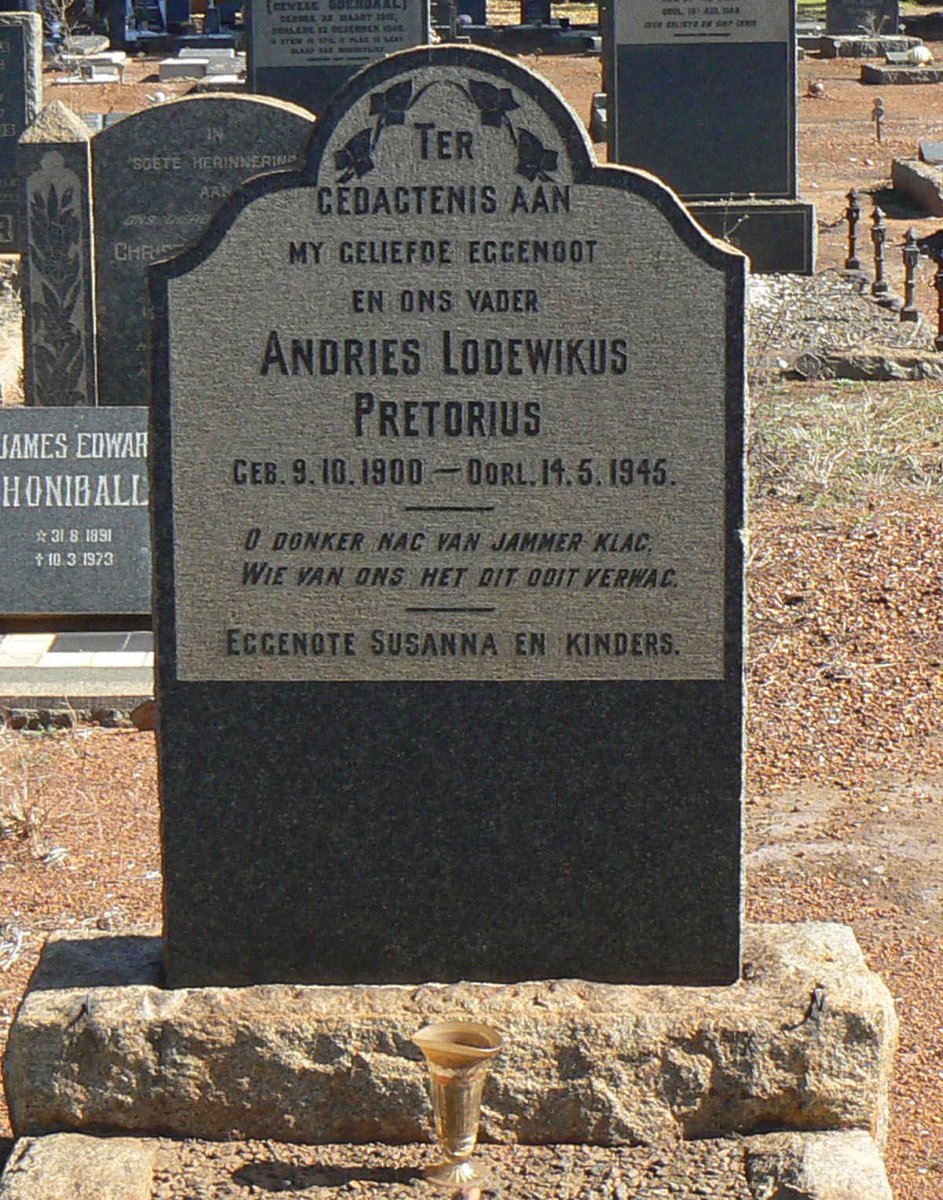 TER
GEDAGTENIS AAN
MY GELIEFDE EGGENOOT
EN ONS VADER
ANDRIES LODEWIKUS
PRETORIUS
GEB. 9.10.1900 — OORL. 14.5.1945.
O DONKER NAG VAN JAMMER KLAG,
WIE VAN ONS HET DIT OOIT VERWAG.
EGGENOTE SUSANNA EN KINDERS.
IN
SOETE HERINNERING
AAN
JAMES EDWAR
HONIBALL
☆ 31 8 1891
† 10 3 1973